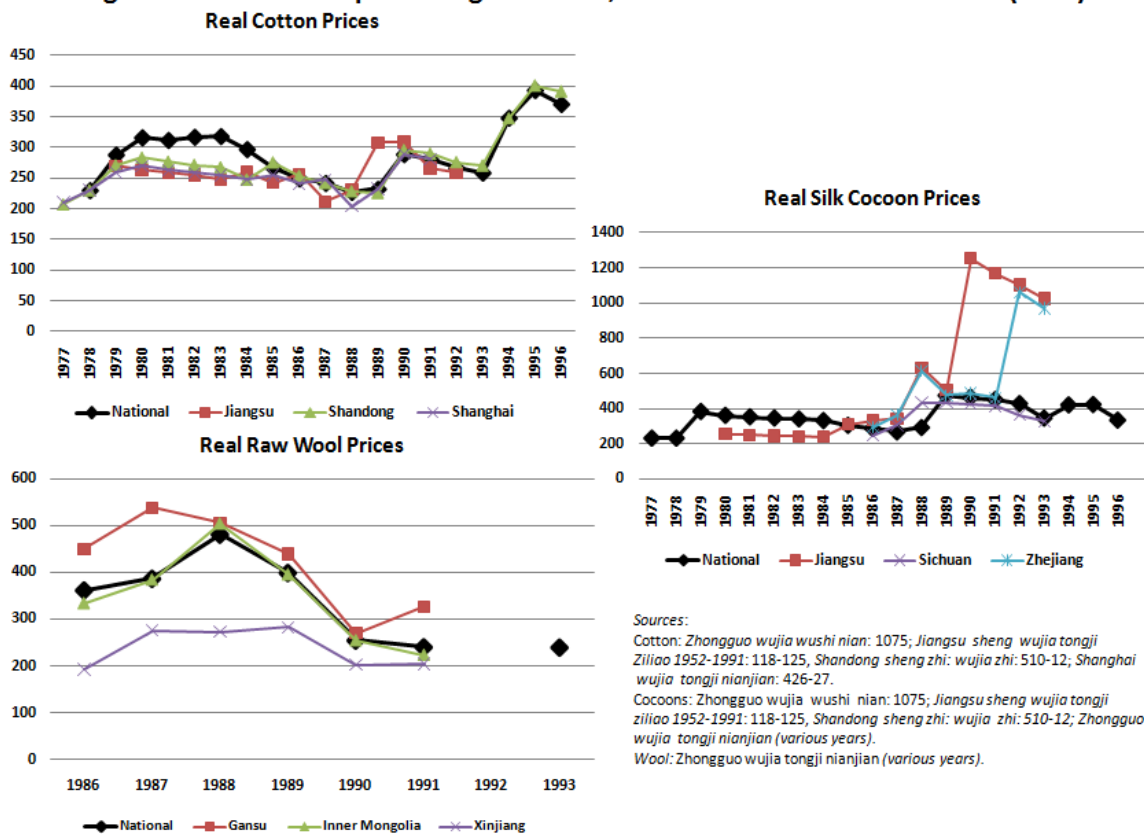 Real Cotton Prices
450
400
350
300
250
200
150
100
50
0
1977 1978 1979 1980 1981 1982 1983 1984 1985 1986 1987 1988 1989 1990 1991 1992 1993 1994 1995 1996
National Jiangsu Shandong Shanghai
Real Silk Cocoon Prices
1400
1200
1000
800
600
400
200
0
1977 1978 1979 1980 1981 1982 1983 1984 1985 1986 1987 1988 1989 1990 1991 1992 1993 1994 1995 1996
National Jiangsu Sichuan Zhejiang
Real Raw Wool Prices
600
500
400
300
200
100
0
1986 1987 1988 1989 1990 1991 1992 1993
National Gansu Inner Mongolia Xinjiang
Sources:
Cotton: Zhongguo wujia wushi nian: 1075; Jiangsu sheng wujia tongji
Ziliao 1952-1991: 118-125, Shandong sheng zhi: wujia zhi: 510-12; Shanghai
wujia tongji nianjian: 426-27.
Cocoons: Zhongguo wujia wushi nian: 1075; Jiangsu sheng wujia tongji
ziliao 1952-1991: 118-125, Shandong sheng zhi: wujia zhi: 510-12; Zhongguo
wujia tongji nianjian (various years).
Wool: Zhongguo wujia tongji nianjian (various years).